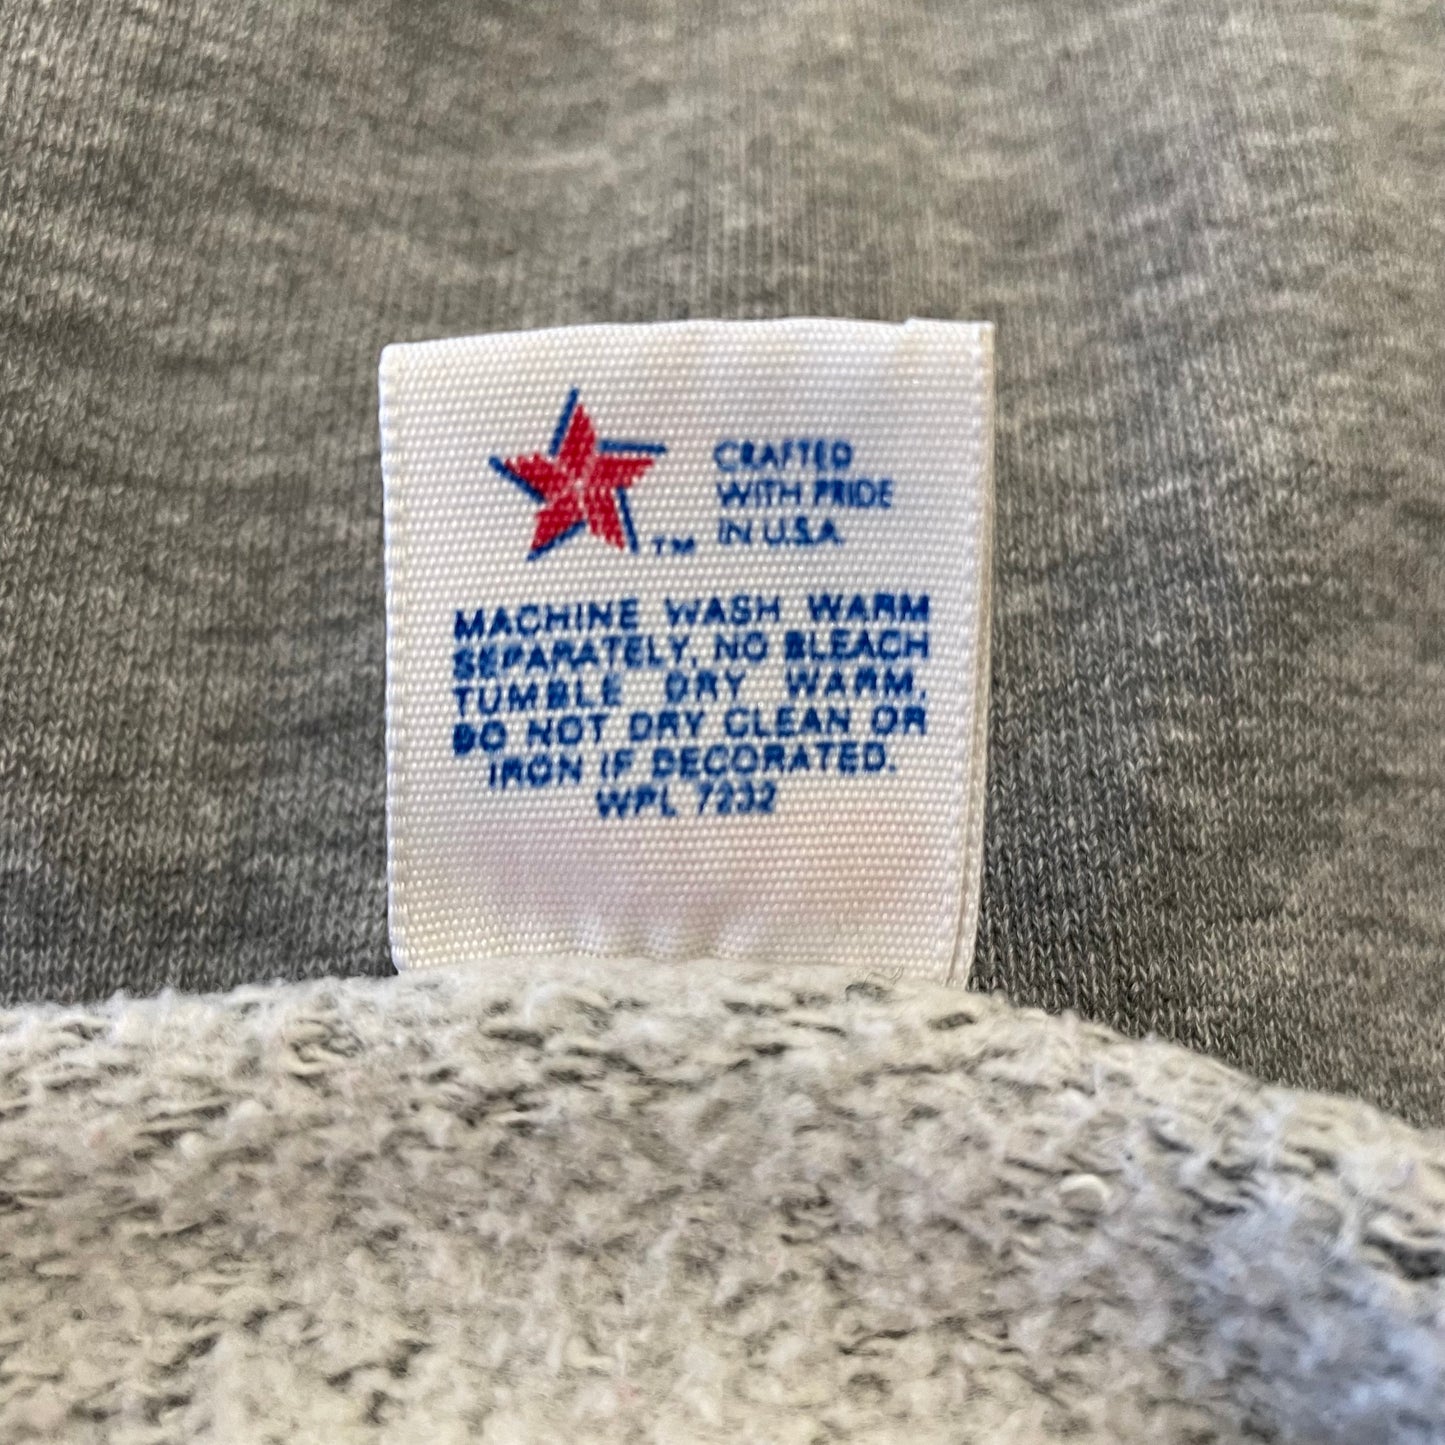 CRAFTED
WITH PRIDE
IN U.S.A.
™
MACHINE WASH WARM
SEPARATELY, NO BLEACH
TUMBLE DRY WARM.
DO NOT DRY CLEAN OR
IRON IF DECORATED.
WPL 7232